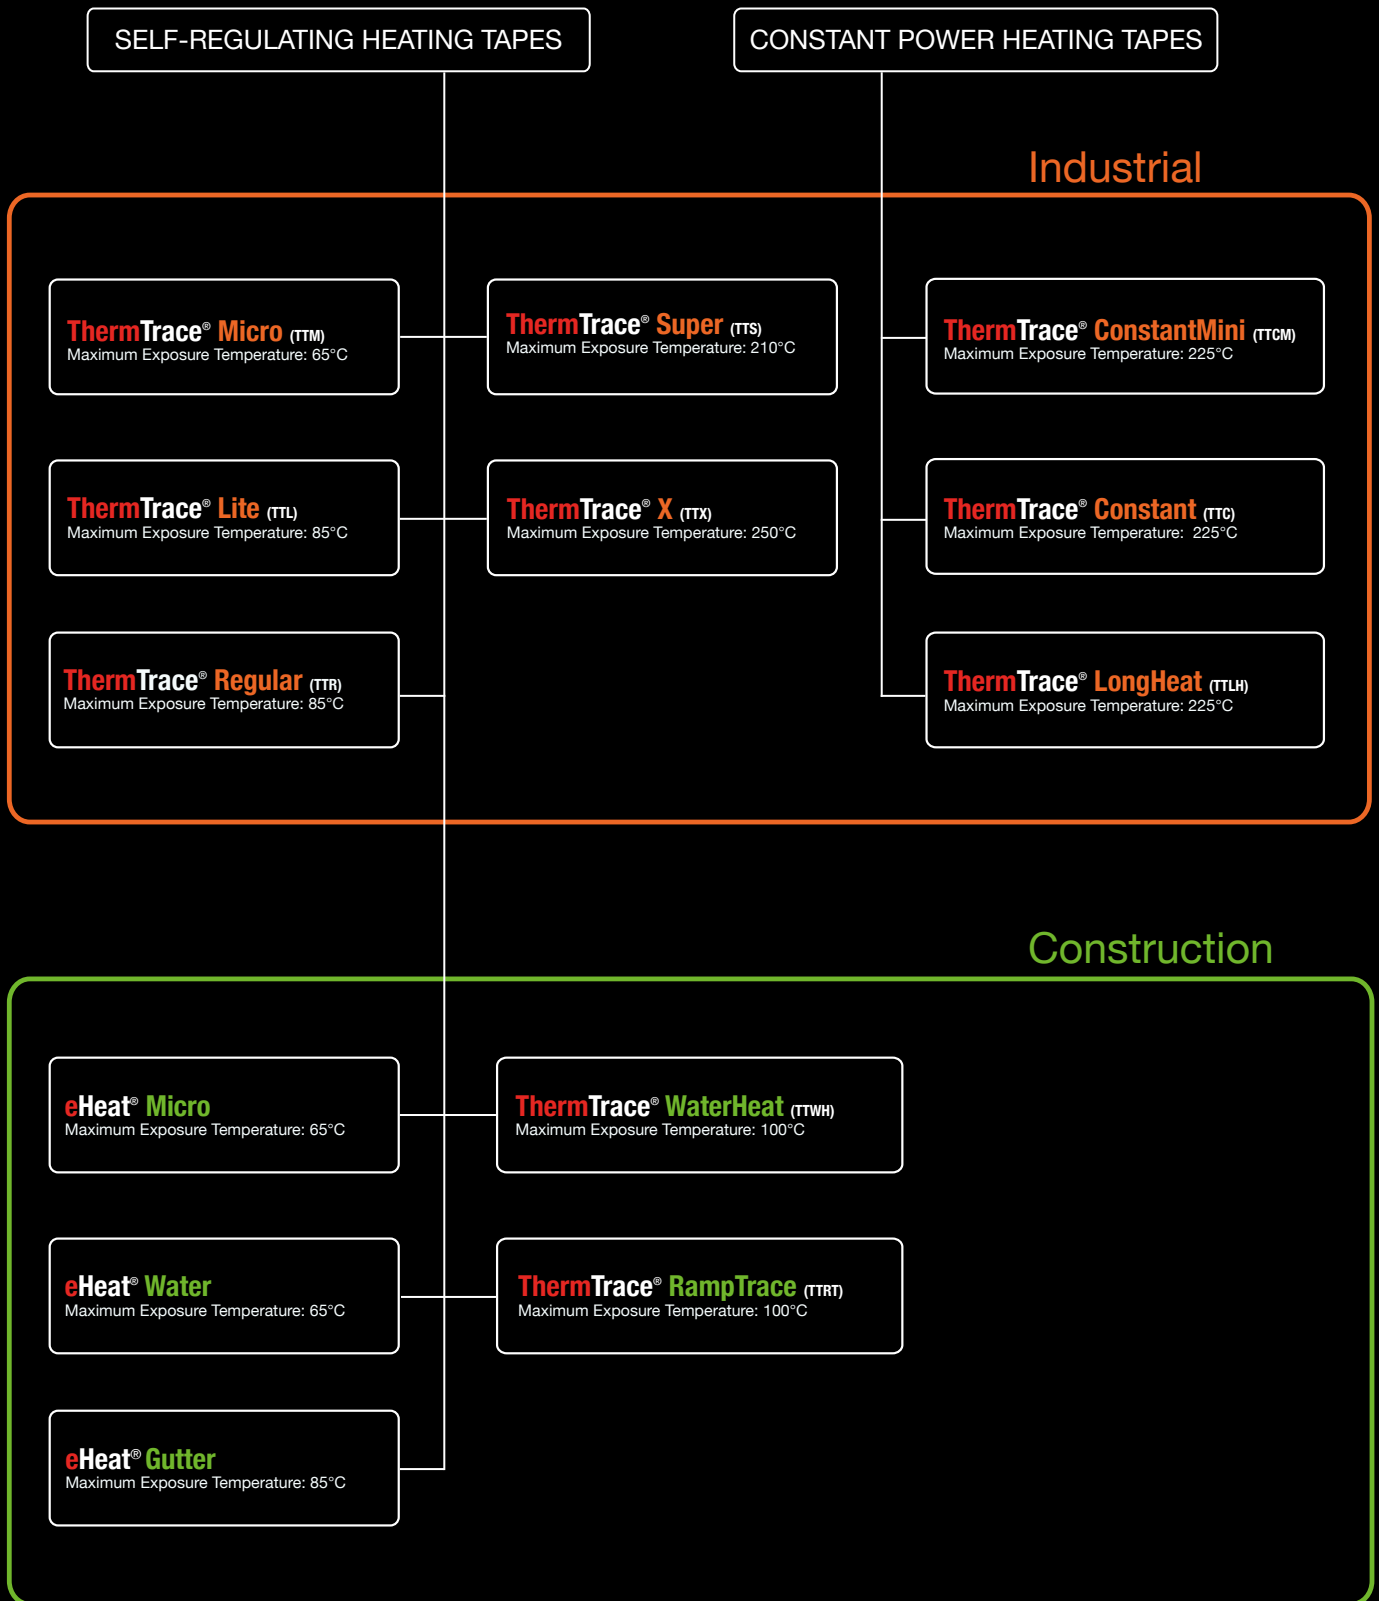 SELF-REGULATING HEATING TAPES
CONSTANT POWER HEATING TAPES
Industrial
ThermTrace® Micro (TTM)
Maximum Exposure Temperature: 65°C
ThermTrace® Super (TTS)
Maximum Exposure Temperature: 210°C
ThermTrace® ConstantMini (TTCM)
Maximum Exposure Temperature: 225°C
ThermTrace® Lite (TTL)
Maximum Exposure Temperature: 85°C
ThermTrace® X (TTX)
Maximum Exposure Temperature: 250°C
ThermTrace® Constant (TTC)
Maximum Exposure Temperature: 225°C
ThermTrace® Regular (TTR)
Maximum Exposure Temperature: 85°C
ThermTrace® LongHeat (TTLH)
Maximum Exposure Temperature: 225°C
Construction
eHeat® Micro
Maximum Exposure Temperature: 65°C
ThermTrace® WaterHeat (TTWH)
Maximum Exposure Temperature: 100°C
eHeat® Water
Maximum Exposure Temperature: 65°C
ThermTrace® RampTrace (TTRT)
Maximum Exposure Temperature: 100°C
eHeat® Gutter
Maximum Exposure Temperature: 85°C